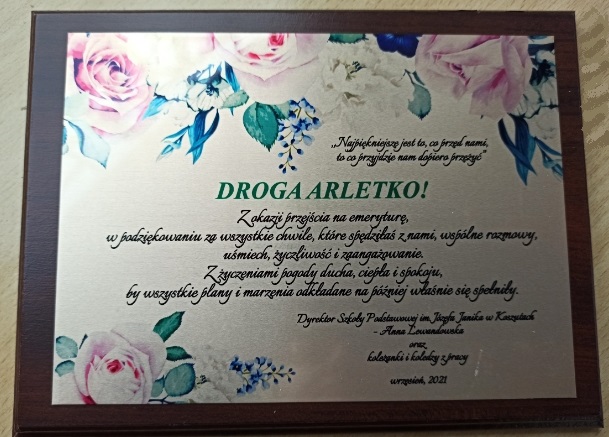 „Najpiękniejsze jest to, co przed nami,
to co przyjdzie nam dopiero przeżyć"
DROGA ARLETKO!
Z okazji przejścia na emeryturę,
w podziękowaniu za wszystkie chwile, które spędziłaś z nami, wspólne rozmowy,
uśmiech, życzliwość i zaangażowanie.
Z życzeniami pogody ducha, ciepła i spokoju,
by wszystkie plany i marzenia odkładane na później właśnie się spełniły.
Dyrektor Szkoły Podstawowej im. Józefa Janika w
- Anna Lewandowska
oraz
koleżanki i koledzy z pracy
wrzesień, 2021